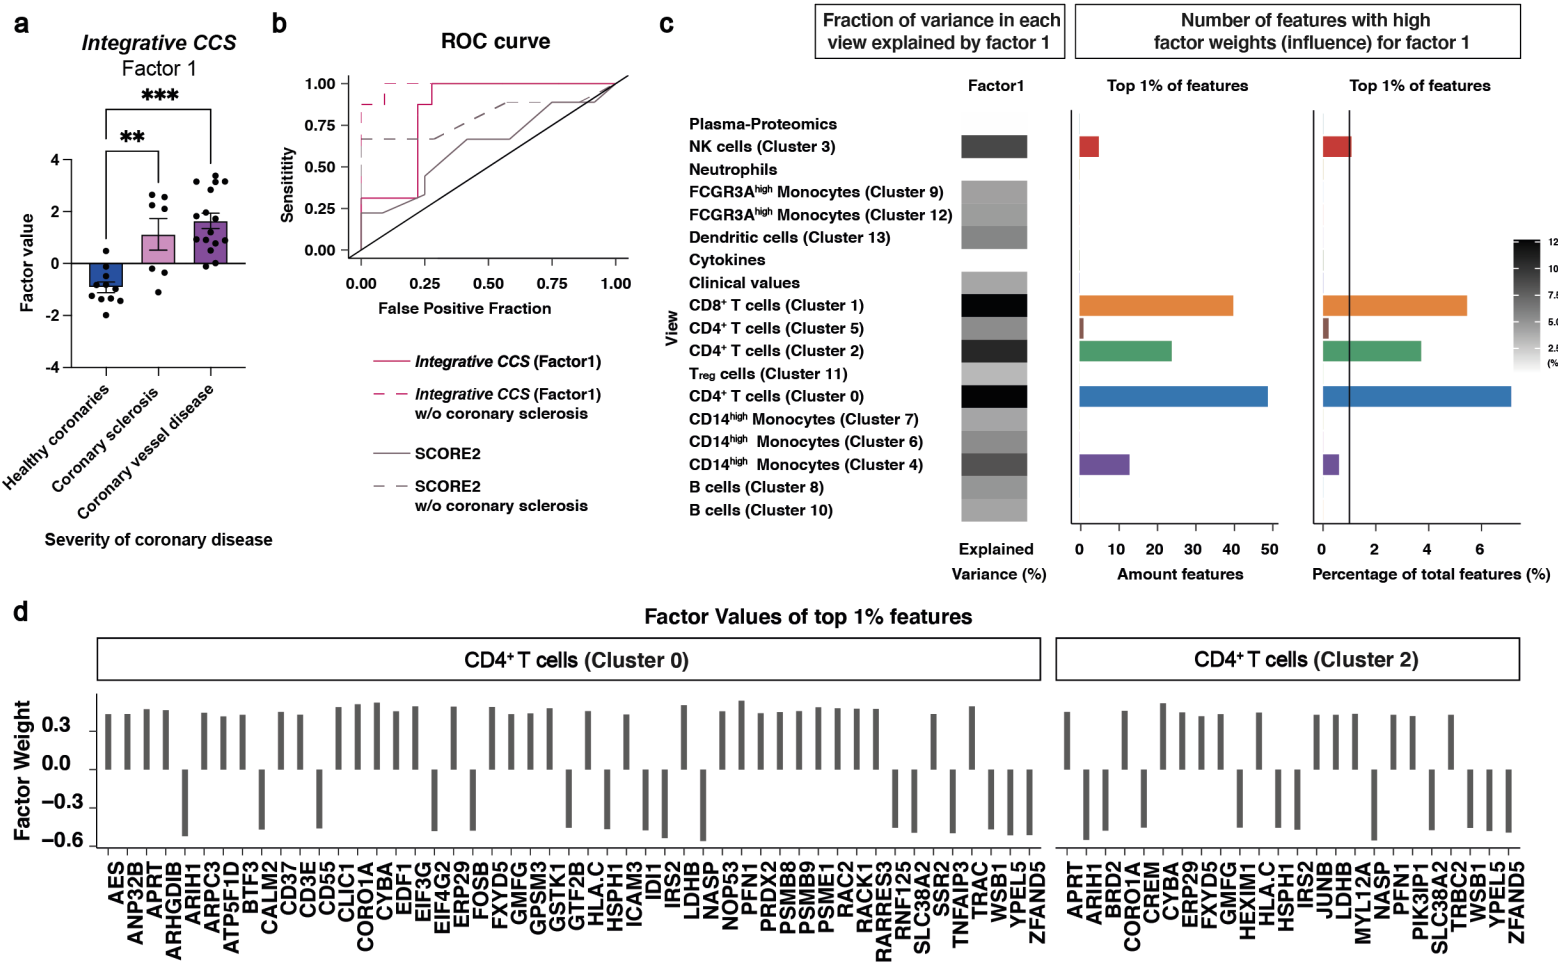 a
Integrative CCS
Factor 1
***
**
Factor value
4
2
0
-2
-4
Healthy coronaries
Coronary sclerosis
Coronary vessel disease
Severity of coronary disease
b
ROC curve
Sensititity
1.00
0.75
0.50
0.25
0.00
0.00 0.25 0.50 0.75 1.00
False Positive Fraction
Integrative CCS (Factor1)
Integrative CCS (Factor1)
w/o coronary sclerosis
SCORE2
SCORE2
w/o coronary sclerosis
c
Fraction of variance in each
view explained by factor 1
Number of features with high
factor weights (influence) for factor 1
Factor1
Top 1% of features
Top 1% of features
View
Plasma-Proteomics
NK cells (Cluster 3)
Neutrophils
FCGR3Ahigh Monocytes (Cluster 9)
FCGR3Ahigh Monocytes (Cluster 12)
Dendritic cells (Cluster 13)
Cytokines
Clinical values
CD8+ T cells (Cluster 1)
CD4+ T cells (Cluster 5)
CD4+ T cells (Cluster 2)
Treg cells (Cluster 11)
CD4+ T cells (Cluster 0)
CD14high Monocytes (Cluster 7)
CD14high Monocytes (Cluster 6)
CD14high Monocytes (Cluster 4)
B cells (Cluster 8)
B cells (Cluster 10)
Explained
Variance (%)
0 10 20 30 40 50
Amount features
0 2 4 6
Percentage of total features (%)
12
10
7.5
5.0
2.5
(%
d
Factor Values of top 1% features
CD4+ T cells (Cluster 0)
CD4+ T cells (Cluster 2)
Factor Weight
0.3
0.0
−0.3
−0.6
AES
ANP32B
APRT
ARHGDIB
ARIH1
ARPC3
ATP5F1D
BTF3
CALM2
CD37
CD3E
CD55
CLIC1
CORO1A
CYBA
EDF1
EIF3G
EIF4G2
ERP29
FOSB
FXYD5
GMFG
GPSM3
GSTK1
GTF2B
HLA.C
HSPH1
ICAM3
IDI1
IRS2
LDHB
NASP
NOP53
PFN1
PRDX2
PSMB8
PSMB9
PSME1
RAC2
RACK1
RARRES3
RNF125
SLC38A2
SSR2
TNFAIP3
TRAC
WSB1
YPEL5
ZFAND5
APRT
ARIH1
BRD2
CORO1A
CREM
CYBA
ERP29
FXYD5
GMFG
HEXIM1
HLA.C
HSPH1
IRS2
JUNB
LDHB
MYL12A
NASP
PFN1
PIK3IP1
SLC38A2
TRBC2
WSB1
YPEL5
ZFAND5